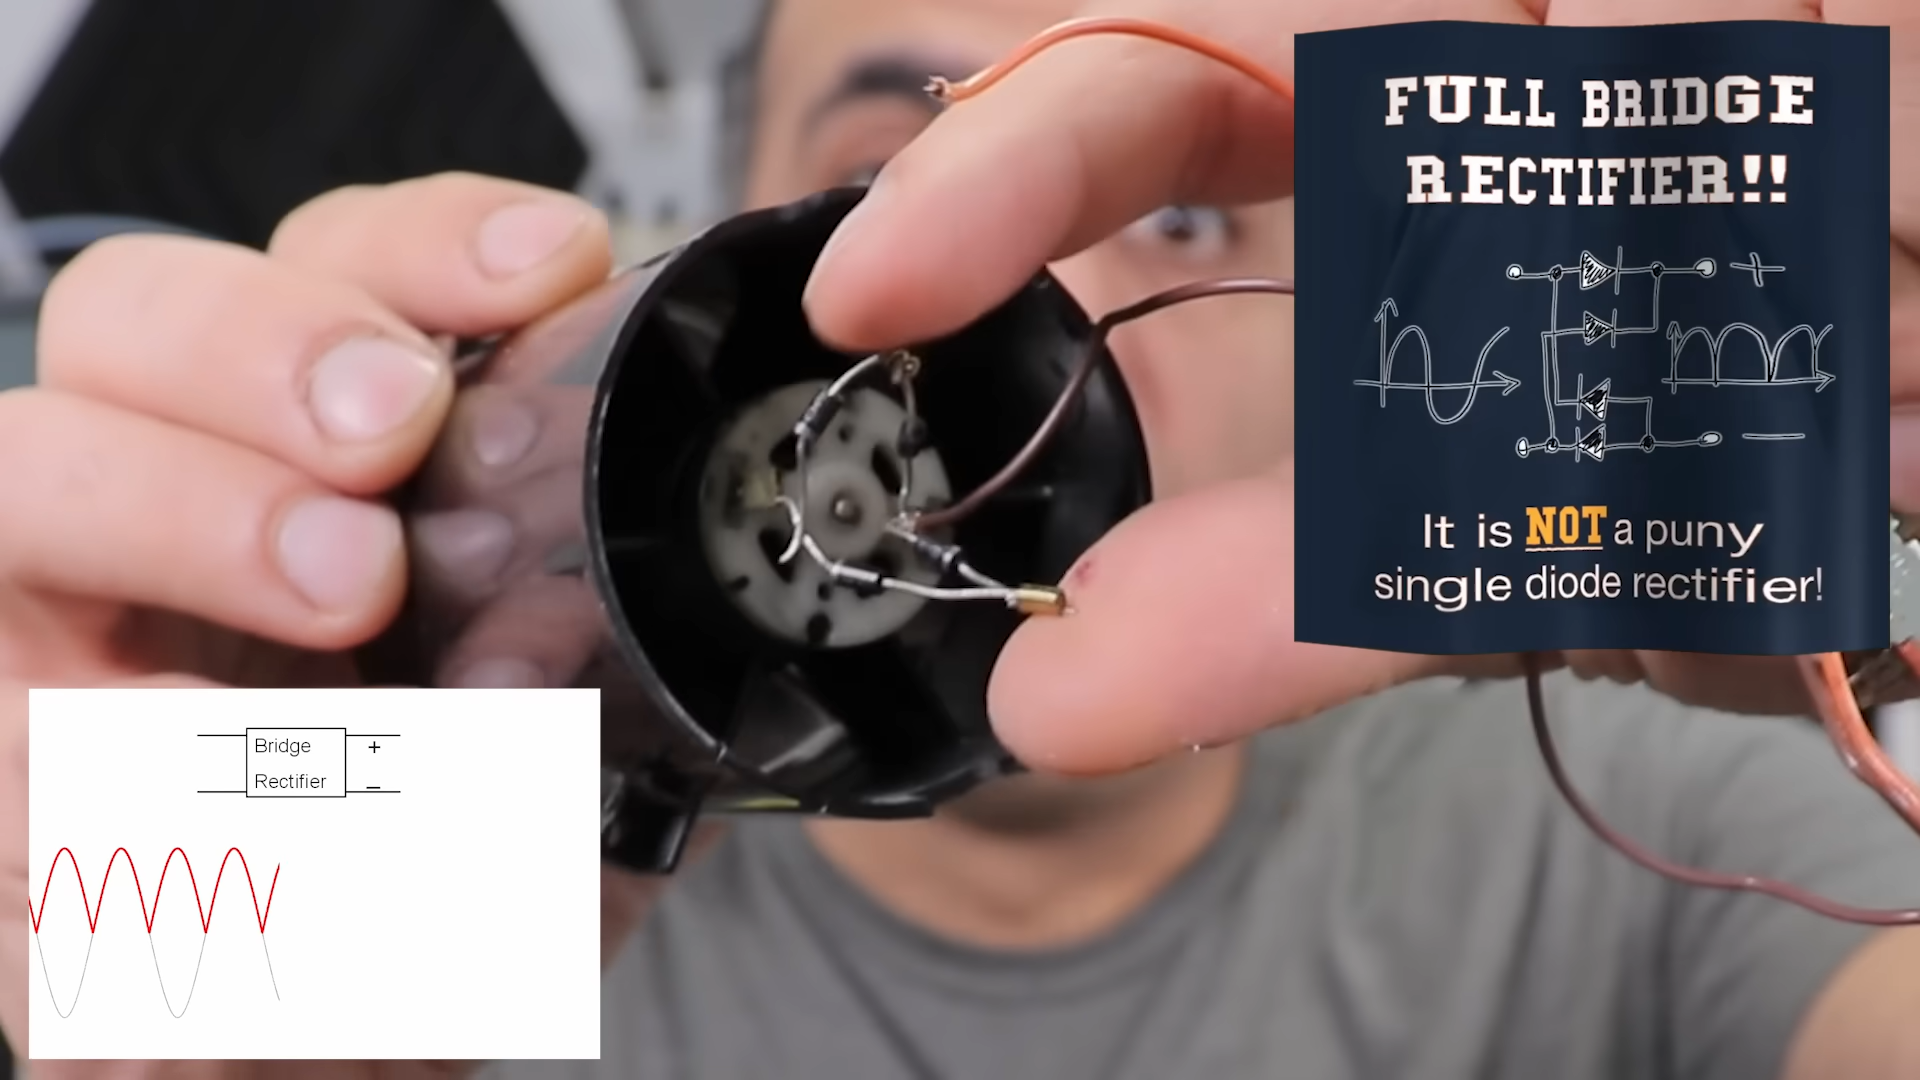 FULL BRIDGE
RECTIFIER!!
+
−
It is NOT a puny
single diode rectifier!
Bridge +
Rectifier −